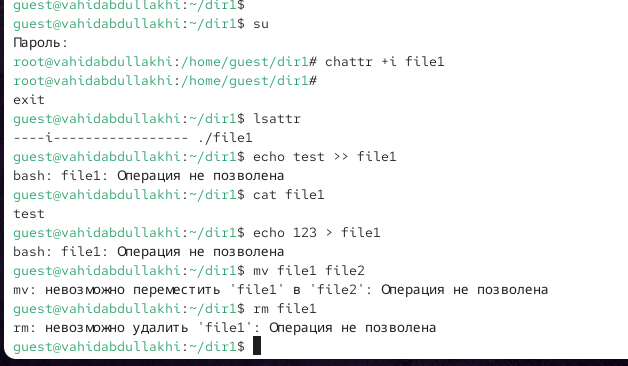 guest@vahidabdullakhi:~/dir1$
guest@vahidabdullakhi:~/dir1$ su
Пароль:
root@vahidabdullakhi:/home/guest/dir1# chattr +i file1
root@vahidabdullakhi:/home/guest/dir1#
exit
guest@vahidabdullakhi:~/dir1$ lsattr
----i----------------- ./file1
guest@vahidabdullakhi:~/dir1$ echo test >> file1
bash: file1: Операция не позволена
guest@vahidabdullakhi:~/dir1$ cat file1
test
guest@vahidabdullakhi:~/dir1$ echo 123 > file1
bash: file1: Операция не позволена
guest@vahidabdullakhi:~/dir1$ mv file1 file2
mv: невозможно переместить 'file1' в 'file2': Операция не позволена
guest@vahidabdullakhi:~/dir1$ rm file1
rm: невозможно удалить 'file1': Операция не позволена
guest@vahidabdullakhi:~/dir1$